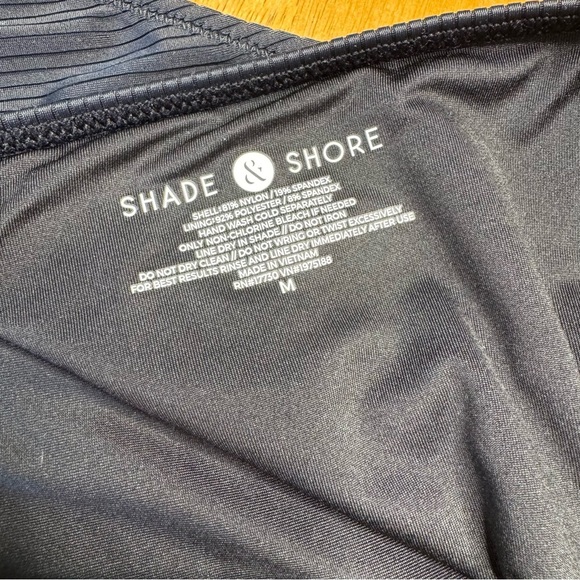 SHADE & SHORE
SHELL: 81% NYLON / 19% SPANDEX
LINING: 92% POLYESTER / 8% SPANDEX
HAND WASH COLD SEPARATELY
ONLY NON-CHLORINE BLEACH IF NEEDED
LINE DRY IN SHADE // DO NOT IRON
DO NOT DRY CLEAN // DO NOT WRING OR TWIST EXCESSIVELY
FOR BEST RESULTS RINSE AND LINE DRY IMMEDIATELY AFTER USE
MADE IN VIETNAM
RN#17730 VN#1975188
M